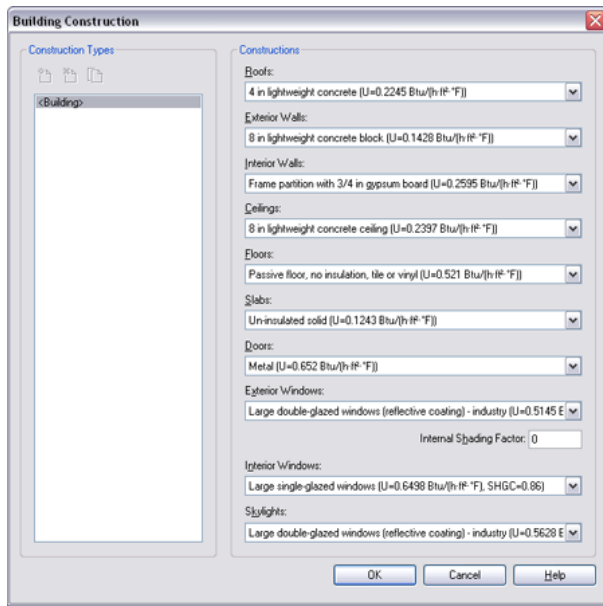 Building Construction
Construction Types
<Building>
Constructions
Roofs:
4 in lightweight concrete (U=0.2245 Btu/(h·ft²·°F))
Exterior Walls:
8 in lightweight concrete block (U=0.1428 Btu/(h·ft²·°F))
Interior Walls:
Frame partition with 3/4 in gypsum board (U=0.2595 Btu/(h·ft²·°F))
Ceilings:
8 in lightweight concrete ceiling (U=0.2397 Btu/(h·ft²·°F))
Floors:
Passive floor, no insulation, tile or vinyl (U=0.521 Btu/(h·ft²·°F))
Slabs:
Un-insulated solid (U=0.1243 Btu/(h·ft²·°F))
Doors:
Metal (U=0.652 Btu/(h·ft²·°F))
Exterior Windows:
Large double-glazed windows (reflective coating) - industry (U=0.5145 B
Internal Shading Factor: 0
Interior Windows:
Large single-glazed windows (U=0.6498 Btu/(h·ft²·°F), SHGC=0.86)
Skylights:
Large double-glazed windows (reflective coating) - industry (U=0.5628 B
OK Cancel Help